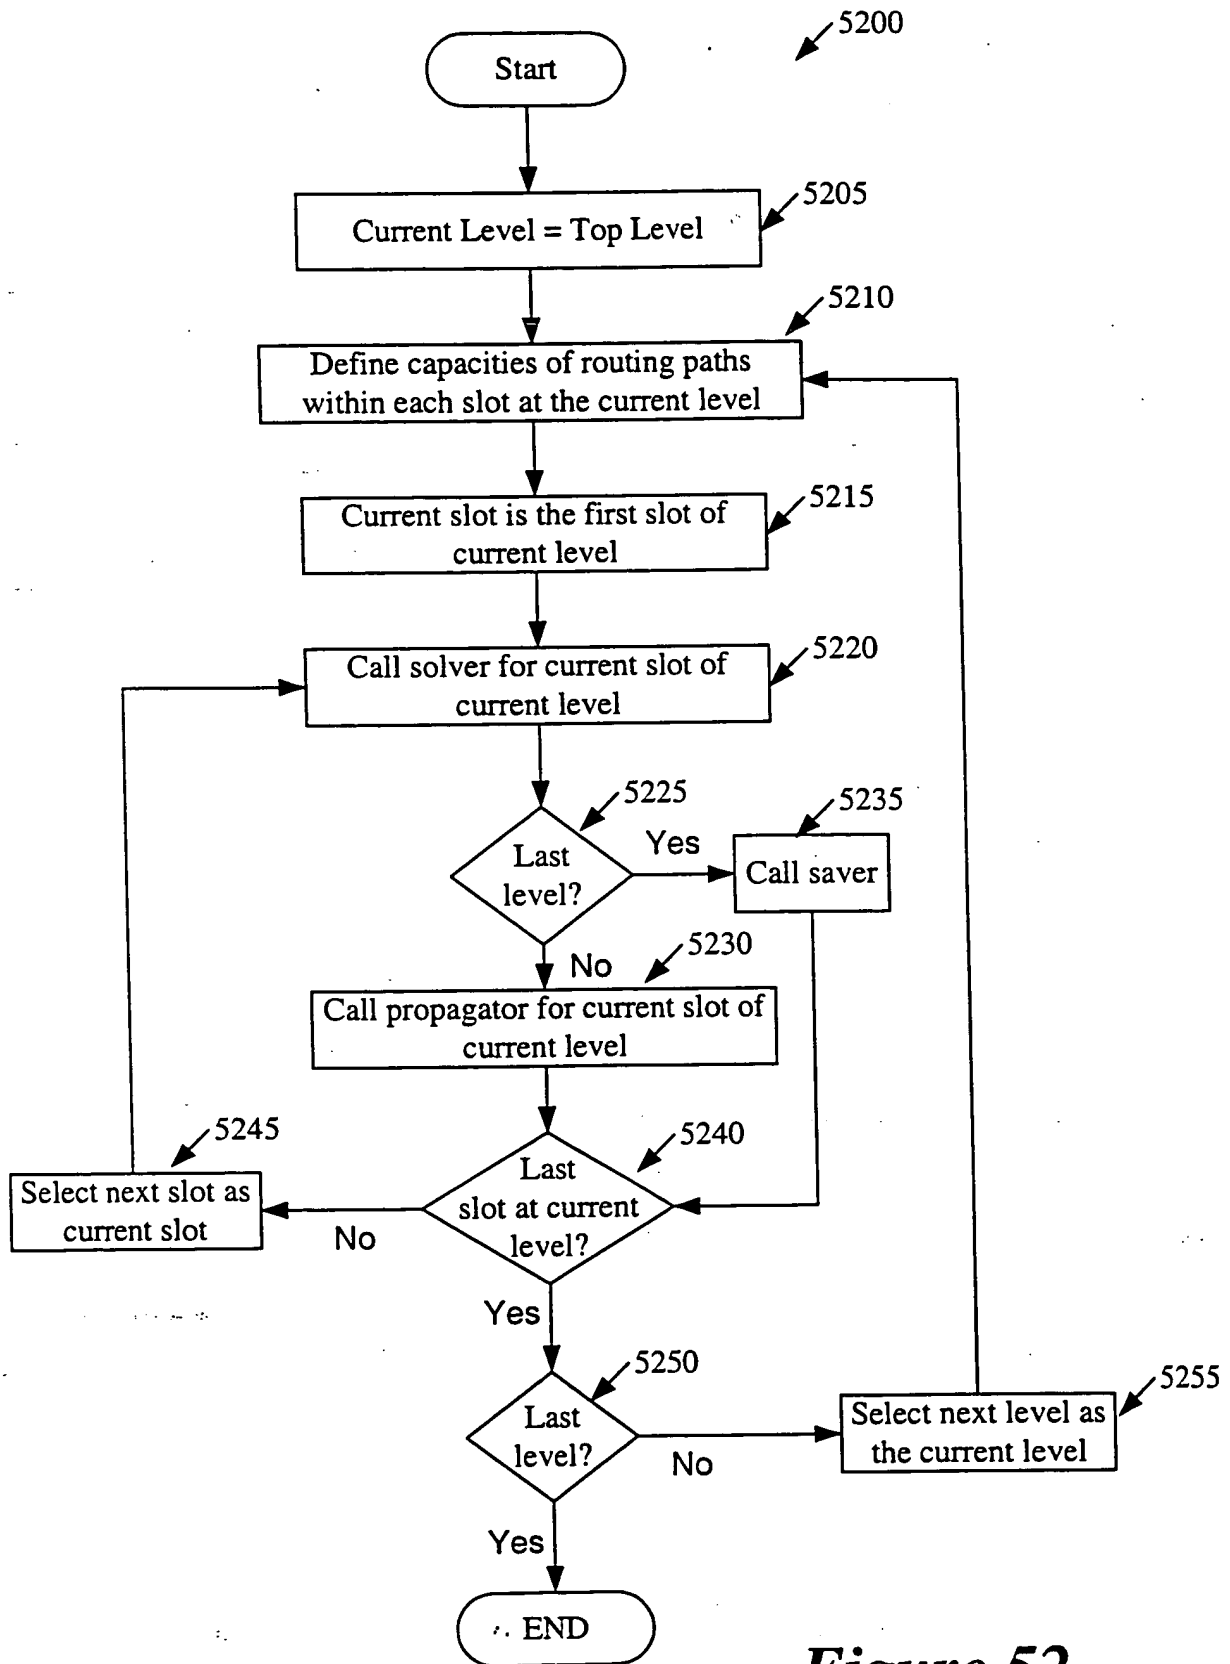 5200
Start
5205
Current Level = Top Level
5210
Define capacities of routing paths
within each slot at the current level
5215
Current slot is the first slot of
current level
5220
Call solver for current slot of
current level
5225
Last
level?
Yes
5235
Call saver
No
5230
Call propagator for current slot of
current level
5245
Select next slot as
current slot
No
5240
Last
slot at current
level?
Yes
5250
Last
level?
No
5255
Select next level as
the current level
Yes
END
Figure 52